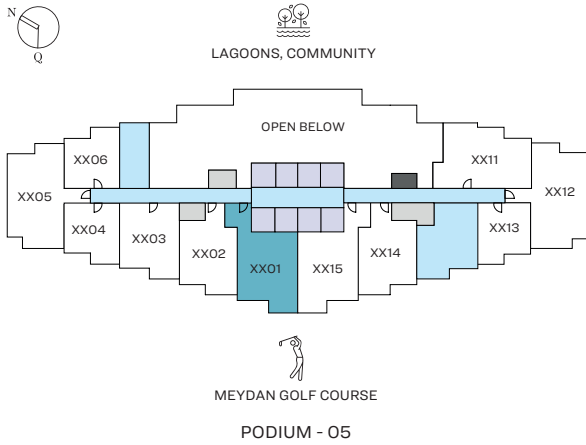 N
Q
LAGOONS, COMMUNITY
OPEN BELOW
XX06
XX11
XX05
XX12
XX04
XX03
XX13
XX02
XX14
XX01
XX15
MEYDAN GOLF COURSE
PODIUM - 05